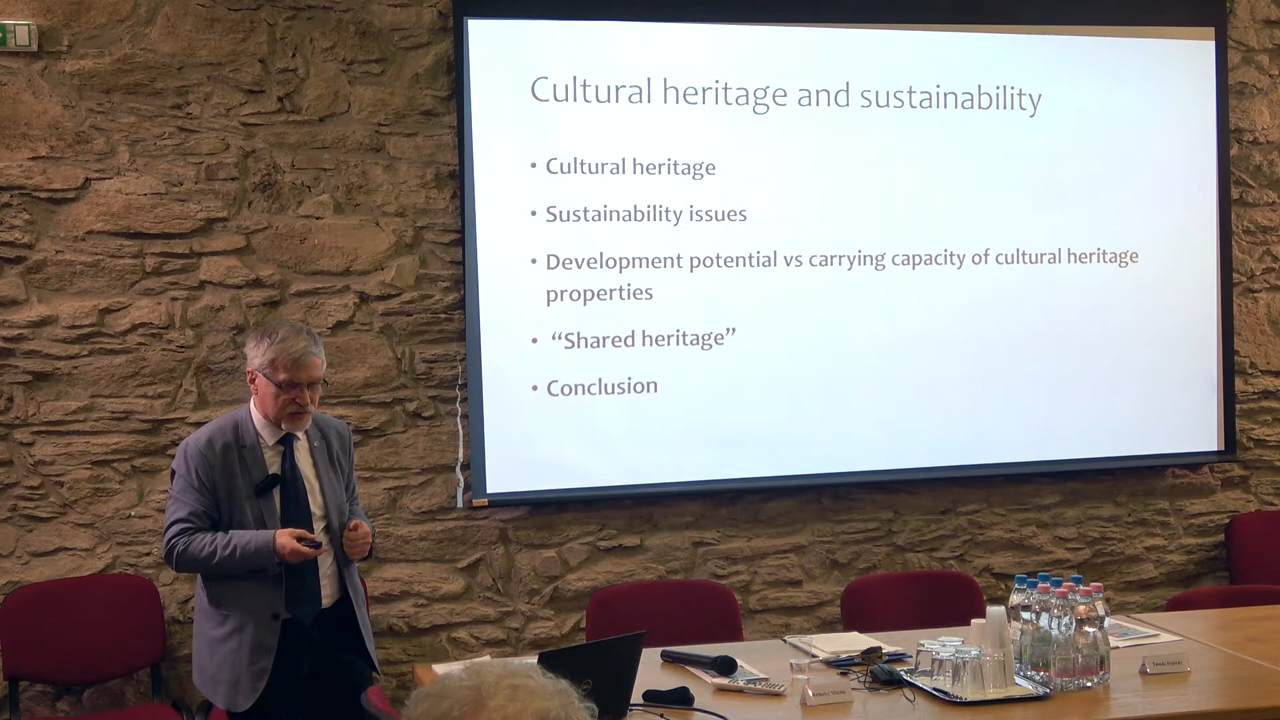 Cultural heritage and sustainability
• Cultural heritage
• Sustainability issues
• Development potential vs carrying capacity of cultural heritage
properties
• “Shared heritage”
• Conclusion